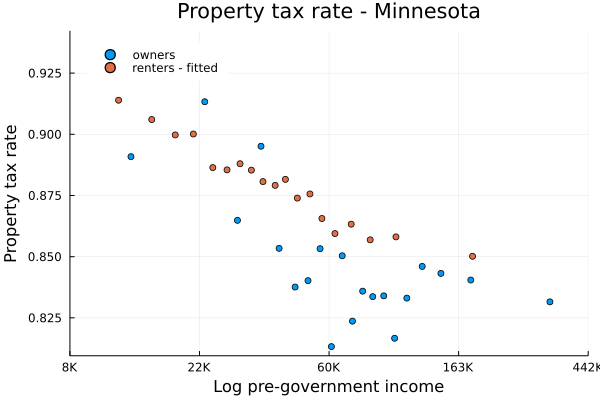 Property tax rate - Minnesota
owners
renters - fitted
0.925
0.900
0.875
0.850
0.825
Property tax rate
8K
22K
60K
163K
442K
Log pre-government income